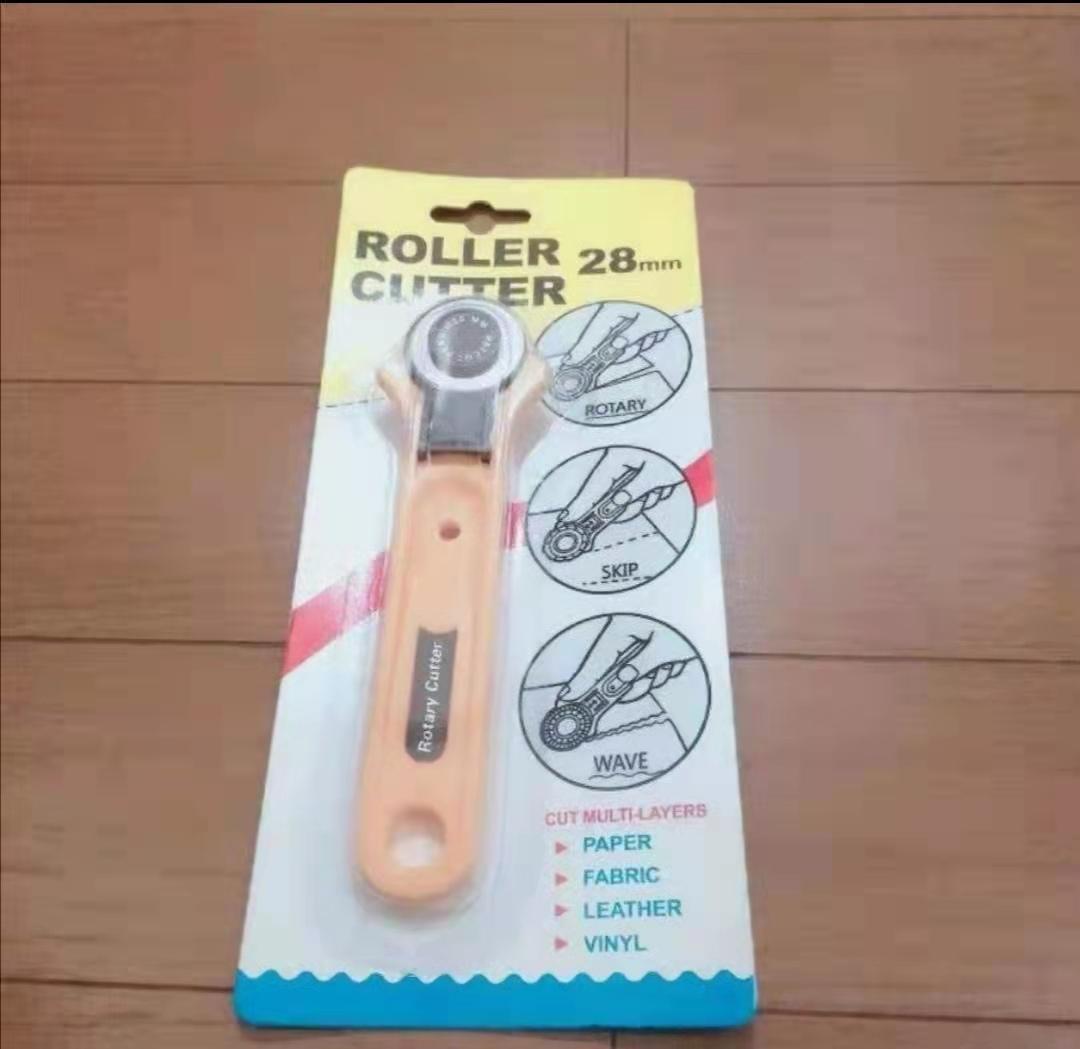 ROLLER
CUTTER
28mm
ROTARY
SKIP
WAVE
Rotary Cutter
CUT MULTI-LAYERS
PAPER
FABRIC
LEATHER
VINYL